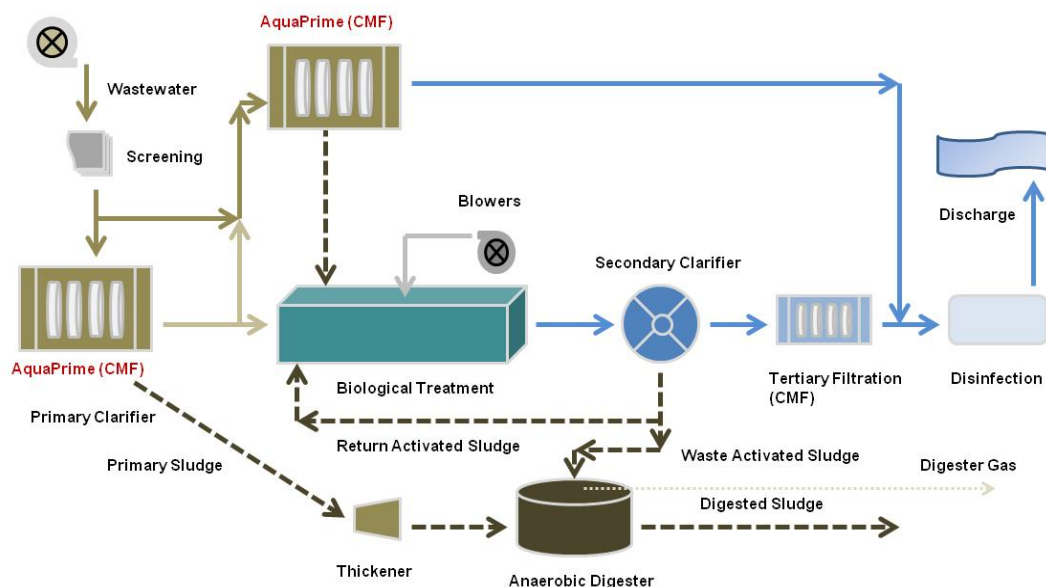 AquaPrime (CMF)
Wastewater
Screening
Blowers
Discharge
Secondary Clarifier
AquaPrime (CMF)
Primary Clarifier
Biological Treatment
Tertiary Filtration
(CMF)
Disinfection
Return Activated Sludge
Primary Sludge
Waste Activated Sludge
Digester Gas
Digested Sludge
Thickener
Anaerobic Digester